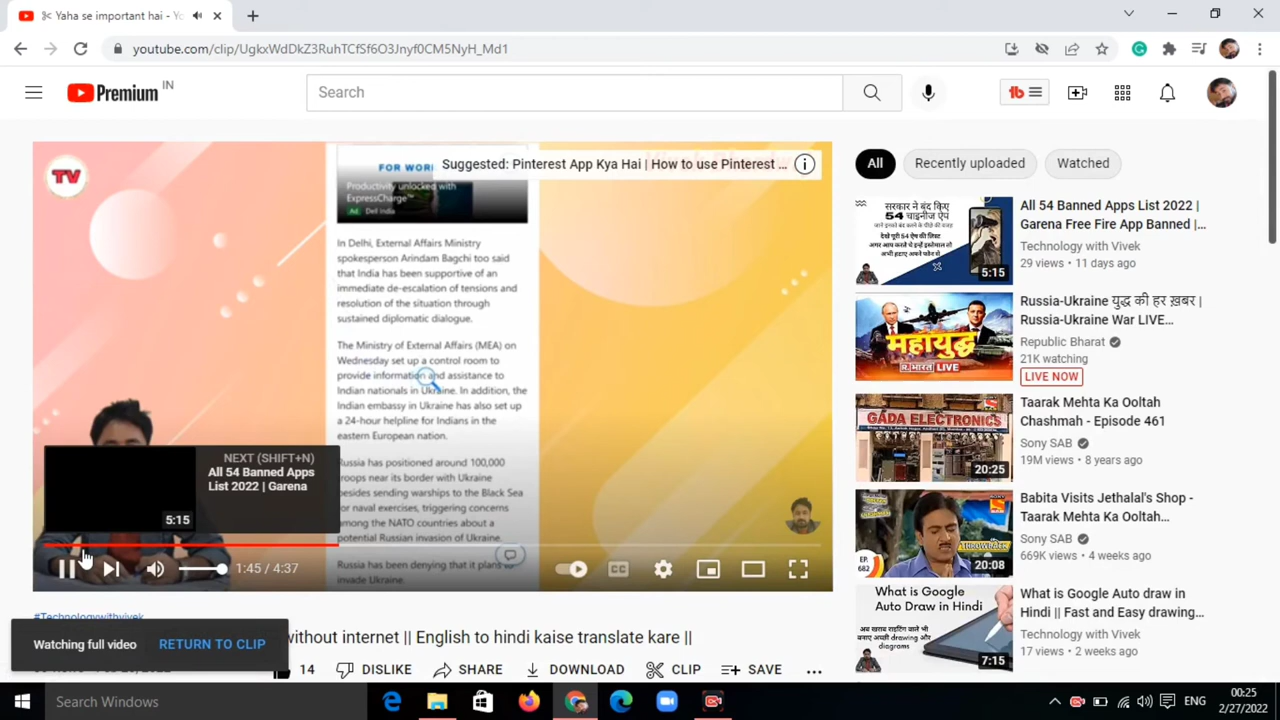 Yaha se important hai - Yo
youtube.com/clip/UgkxWdDkZ3RuhTCfSf6O3Jnyf0CM5NyH_Md1
Premium IN
Search
TV
FOR WOR
Productivity unlocked with
ExpressCharge™
Ad Dell India
Suggested: Pinterest App Kya Hai | How to use Pinterest ...
In Delhi, External Affairs Ministry
spokesperson Arindam Bagchi too said
that India has been supportive of an
immediate de-escalation of tensions and
resolution of the situation through
sustained diplomatic dialogue.
The Ministry of External Affairs (MEA) on
Wednesday set up a control room to
provide information and assistance to
Indian nationals in Ukraine. In addition, the
Indian embassy in Ukraine has also set up
a 24-hour helpline for Indians in the
eastern European nation.
Russia has positioned around 100,000
troops near its border with Ukraine
besides sending warships to the Black Sea
for naval exercises, triggering concerns
among the NATO countries about a
potential Russian invasion of Ukraine.
Russia has been denying that it plans to
invade Ukraine.
NEXT (SHIFT+N)
All 54 Banned Apps
List 2022 | Garena
5:15
1:45 / 4:37
CC
#Technologywithvivek
without internet || English to hindi kaise translate kare ||
Watching full video RETURN TO CLIP
14 DISLIKE SHARE DOWNLOAD CLIP SAVE ...
All Recently uploaded Watched
सरकार ने बंद किए
54 चाइनीज ऐप
5:15
All 54 Banned Apps List 2022 |
Garena Free Fire App Banned |...
Technology with Vivek
29 views • 11 days ago
महायुद्ध
R.भारत LIVE
Russia-Ukraine युद्ध की हर ख़बर |
Russia-Ukraine War LIVE...
Republic Bharat
21K watching
LIVE NOW
GADA ELECTRONICS
20:25
Taarak Mehta Ka Ooltah
Chashmah - Episode 461
Sony SAB
19M views • 8 years ago
EP.
682
20:08
Babita Visits Jethalal's Shop -
Taarak Mehta Ka Ooltah...
Sony SAB
669K views • 4 weeks ago
What is Google
Auto Draw in Hindi
7:15
What is Google Auto draw in
Hindi || Fast and Easy drawing...
Technology with Vivek
17 views • 2 weeks ago
Search Windows
ENG
00:25
2/27/2022